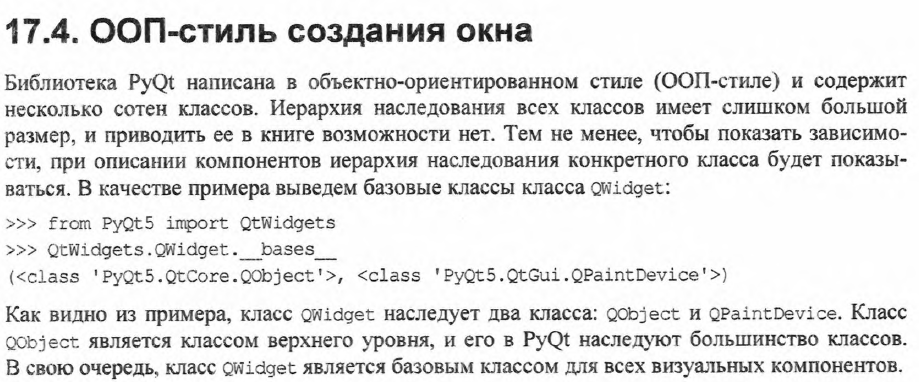 17.4. ООП-стиль создания окна
Библиотека PyQt написана в объектно-ориентированном стиле (ООП-стиле) и содержит
несколько сотен классов. Иерархия наследования всех классов имеет слишком большой
размер, и приводить ее в книге возможности нет. Тем не менее, чтобы показать зависимо-
сти, при описании компонентов иерархия наследования конкретного класса будет показы-
ваться. В качестве примера выведем базовые классы класса QWidget:
>>> from PyQt5 import QtWidgets
>>> QtWidgets.QWidget.__bases__
(<class 'PyQt5.QtCore.QObject'>, <class 'PyQt5.QtGui.QPaintDevice'>)
Как видно из примера, класс QWidget наследует два класса: QObject и QPaintDevice. Класс
QObject является классом верхнего уровня, и его в PyQt наследуют большинство классов.
В свою очередь, класс QWidget является базовым классом для всех визуальных компонентов.